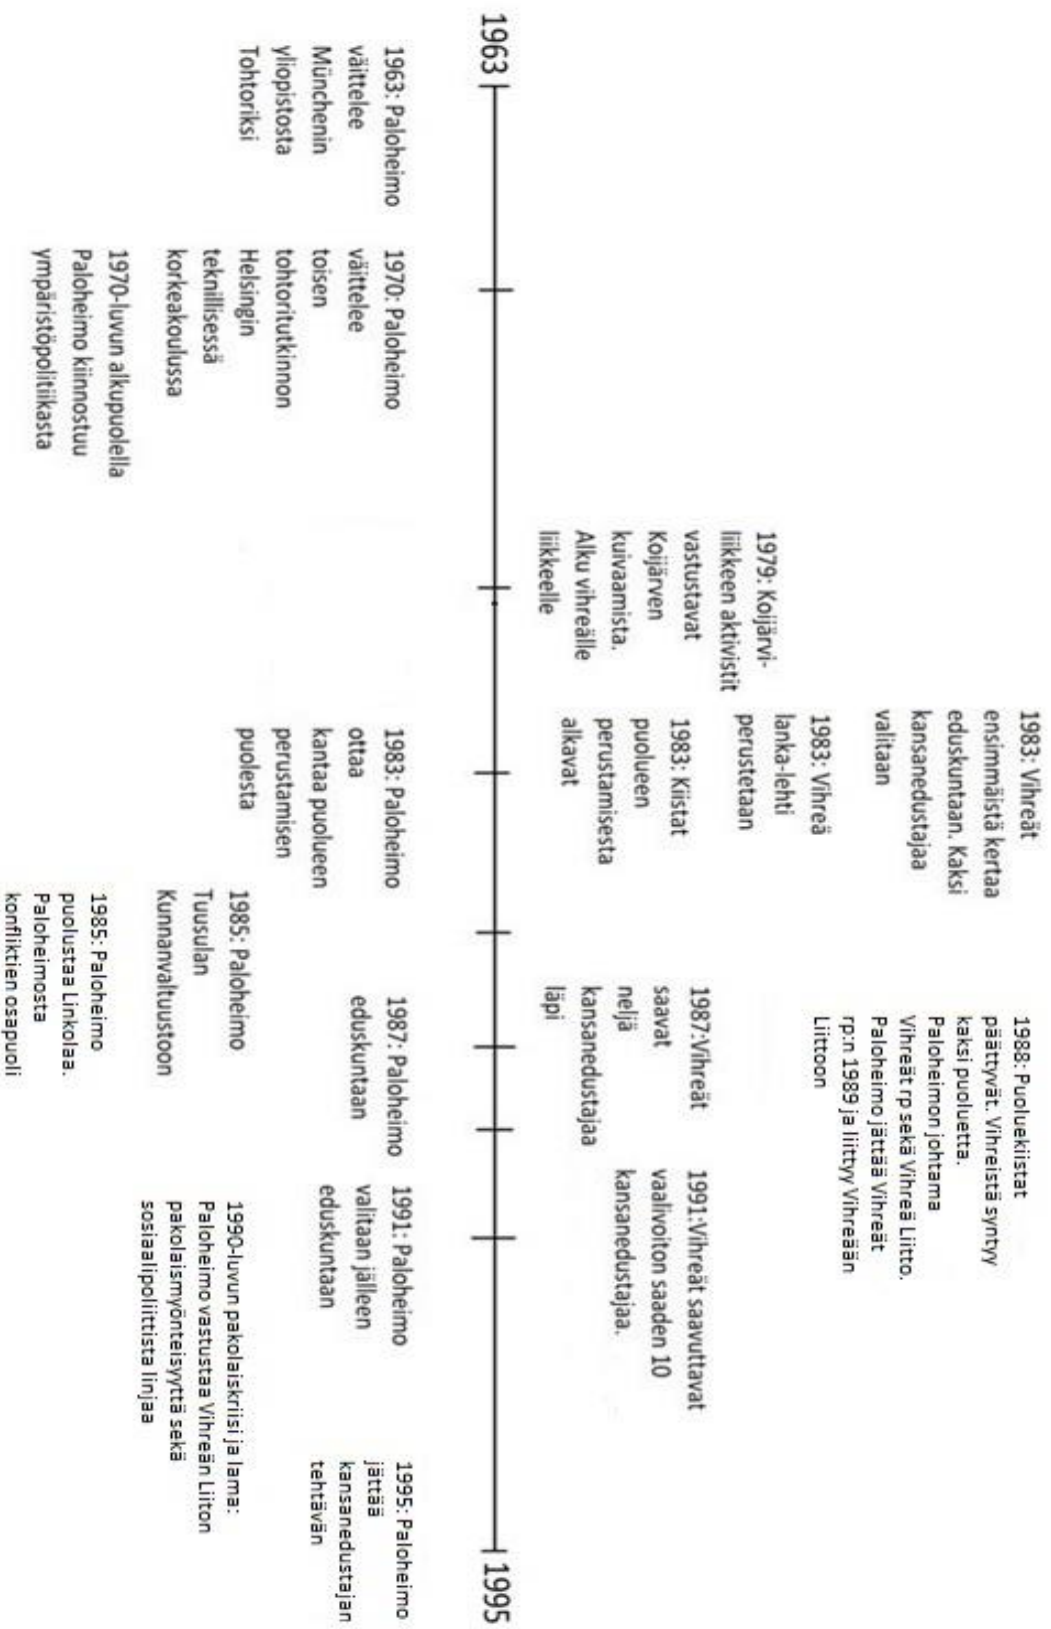 1983: Vihreät
ensimmäistä kertaa
eduskuntaan. Kaksi
kansanedustajaa
valitaan
1988: Puoluekiistat
päättyvät. Vihreistä syntyy
kaksi puoluetta.
Paloheimon johtama
Vihreät rp sekä Vihreä Liitto.
Paloheimo jättää Vihreät
rp:n 1989 ja liittyy Vihreään
Liittoon
1983: Vihreä
lanka-lehti
perustetaan
1979: Koijärvi-
liikkeen aktivistit
vastustavat
Koijärven
kuivaamista.
Alku vihreälle
liikkeelle
1983: Kiistat
puolueen
perustamisesta
alkavat
1987:Vihreät
saavat
neljä
kansanedustajaa
läpi
1991:Vihreät saavuttavat
vaalivoiton saaden 10
kansanedustajaa.
1963
1995
1963: Paloheimo
väittelee
Münchenin
yliopistosta
Tohtoriksi
1970: Paloheimo
väittelee
toisen
tohtoritutkinnon
Helsingin
teknillisessä
korkeakoulussa
1970-luvun alkupuolella
Paloheimo kiinnostuu
ympäristöpolitiikasta
1983: Paloheimo
ottaa
kantaa puolueen
perustamisen
puolesta
1985: Paloheimo
Tuusulan
Kunnanvaltuustoon
1985: Paloheimo
puolustaa Linkolaa.
Paloheimosta
konfliktien osapuoli
1987: Paloheimo
eduskuntaan
1991: Paloheimo
valitaan jälleen
eduskuntaan
1990-luvun pakolaiskriisi ja lama:
Paloheimo vastustaa Vihreän Liiton
pakolaismyönteisyyttä sekä
sosiaalipoliittista linjaa
1995: Paloheimo
jättää
kansanedustajan
tehtävän